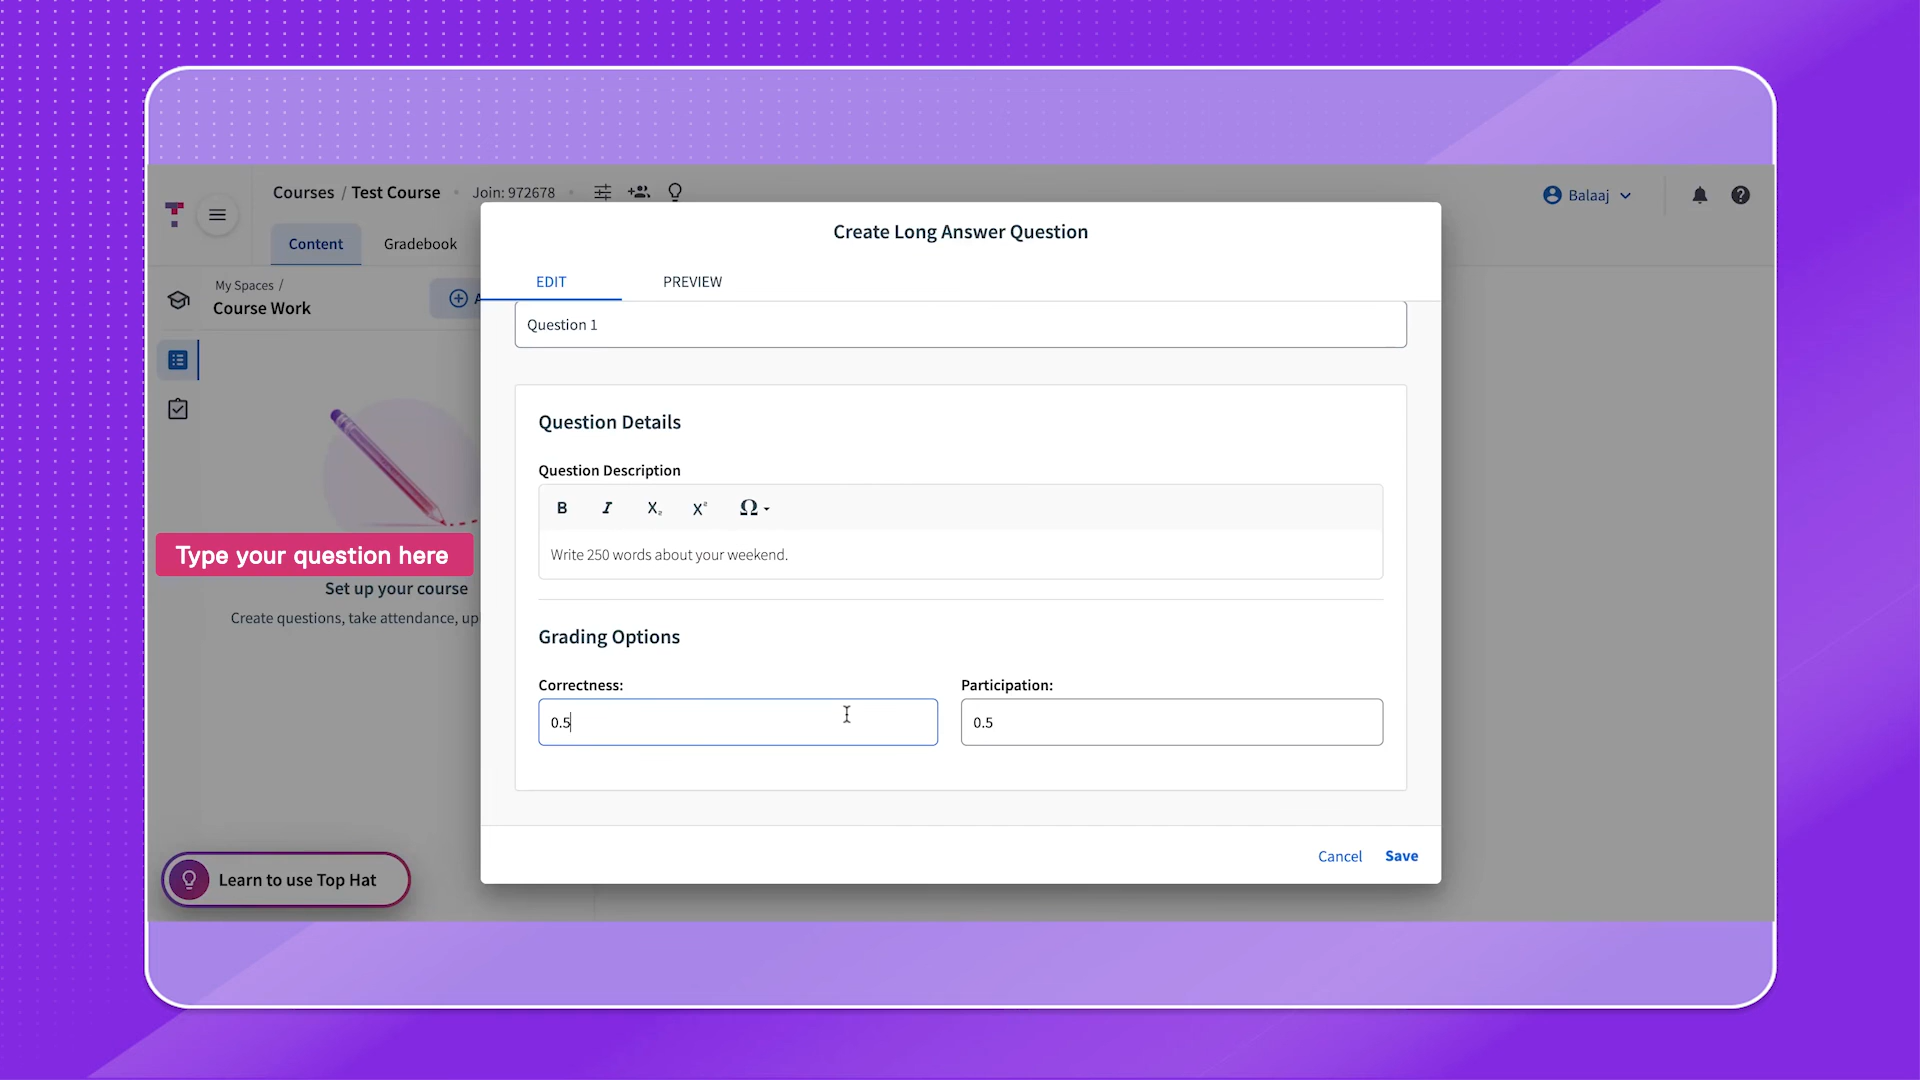 Courses / Test Course • Join: 972678 •
Balaaj
Content Gradebook
My Spaces /
Course Work
Type your question here
Set up your course
Create questions, take attendance, up
Learn to use Top Hat
Create Long Answer Question
EDIT PREVIEW
Question 1
Question Details
Question Description
B I X₂ X² Ω
Write 250 words about your weekend.
Grading Options
Correctness: Participation:
0.5 0.5
Cancel Save